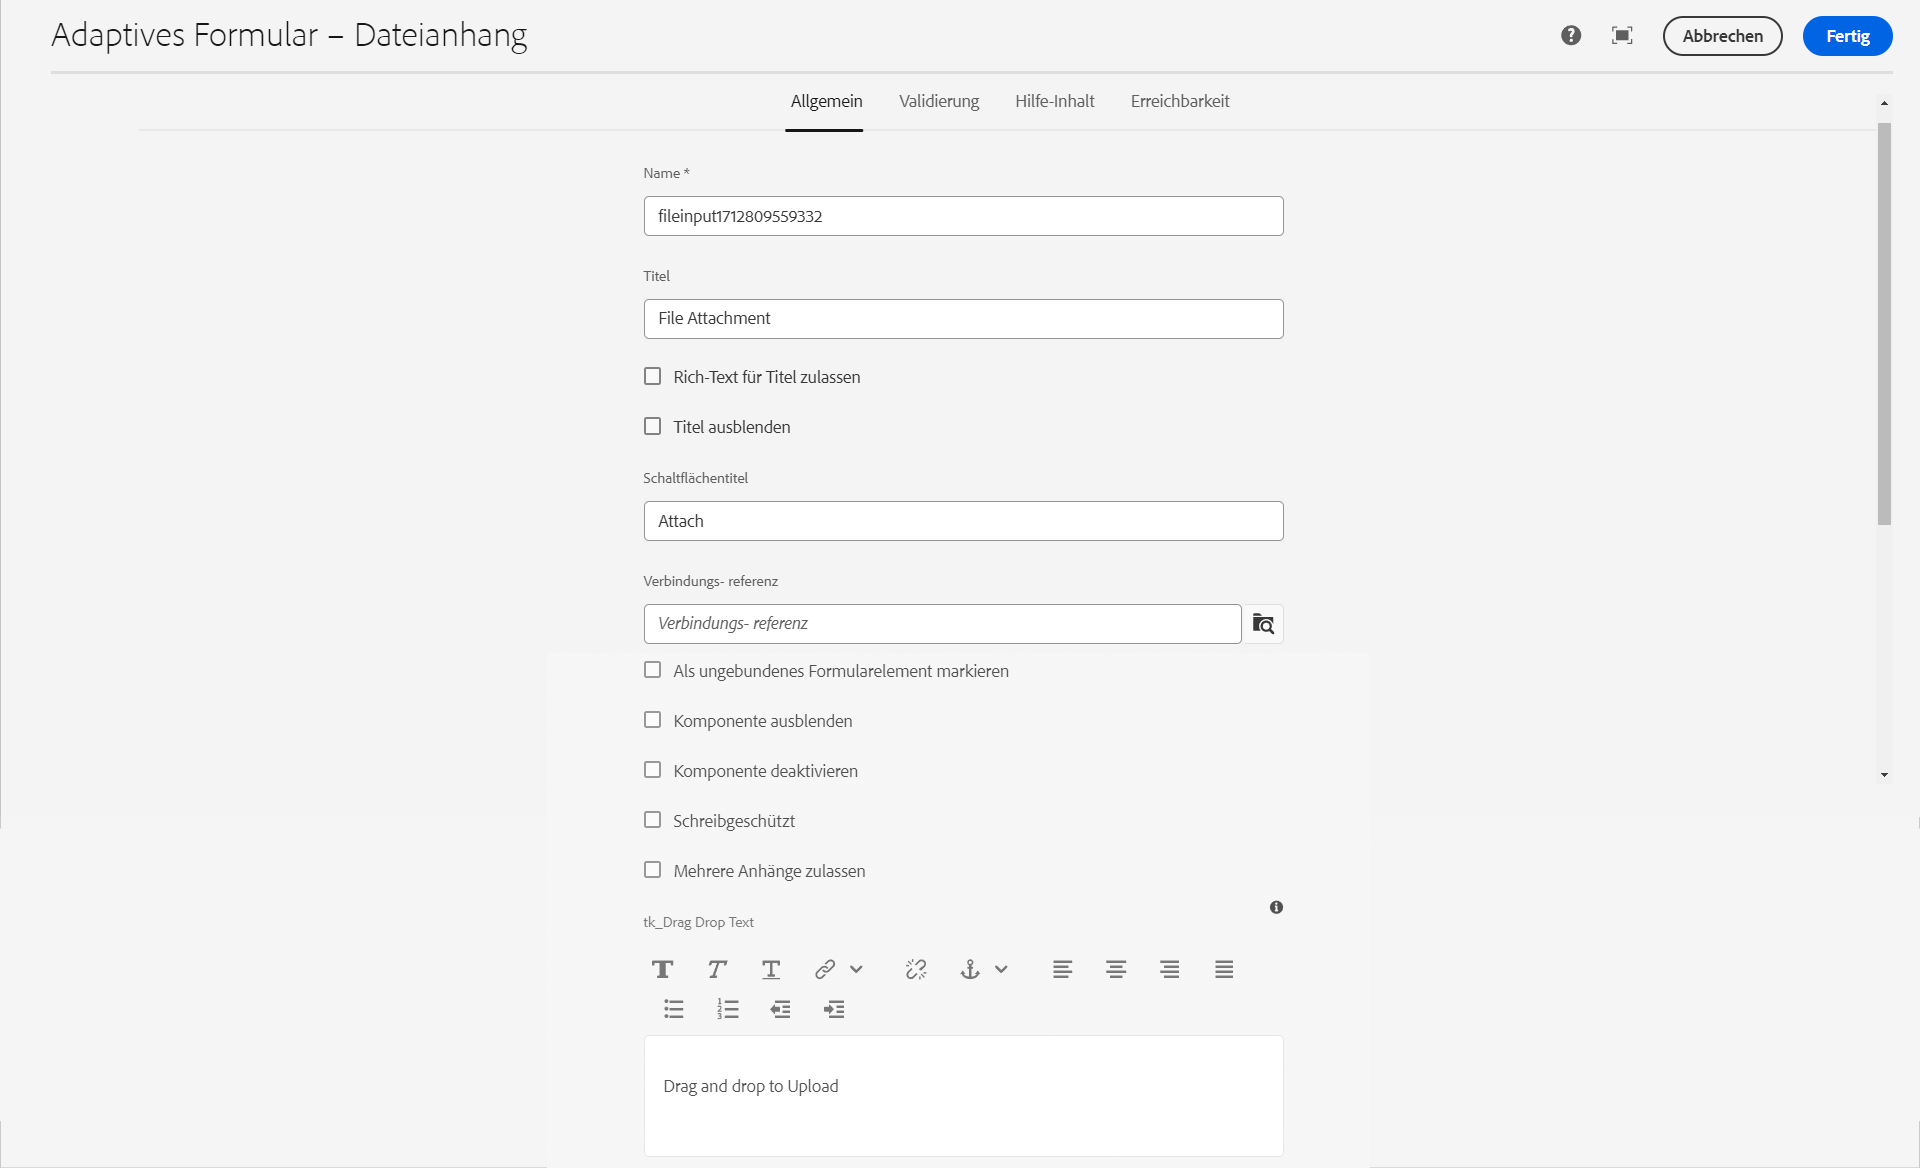 Adaptives Formular – Dateianhang
Abbrechen
Fertig
Allgemein
Validierung
Hilfe-Inhalt
Erreichbarkeit
Name *
fileinput1712809559332
Titel
File Attachment
Rich-Text für Titel zulassen
Titel ausblenden
Schaltflächentitel
Attach
Verbindungs- referenz
Verbindungs- referenz
Als ungebundenes Formularelement markieren
Komponente ausblenden
Komponente deaktivieren
Schreibgeschützt
Mehrere Anhänge zulassen
tk_Drag Drop Text
Drag and drop to Upload